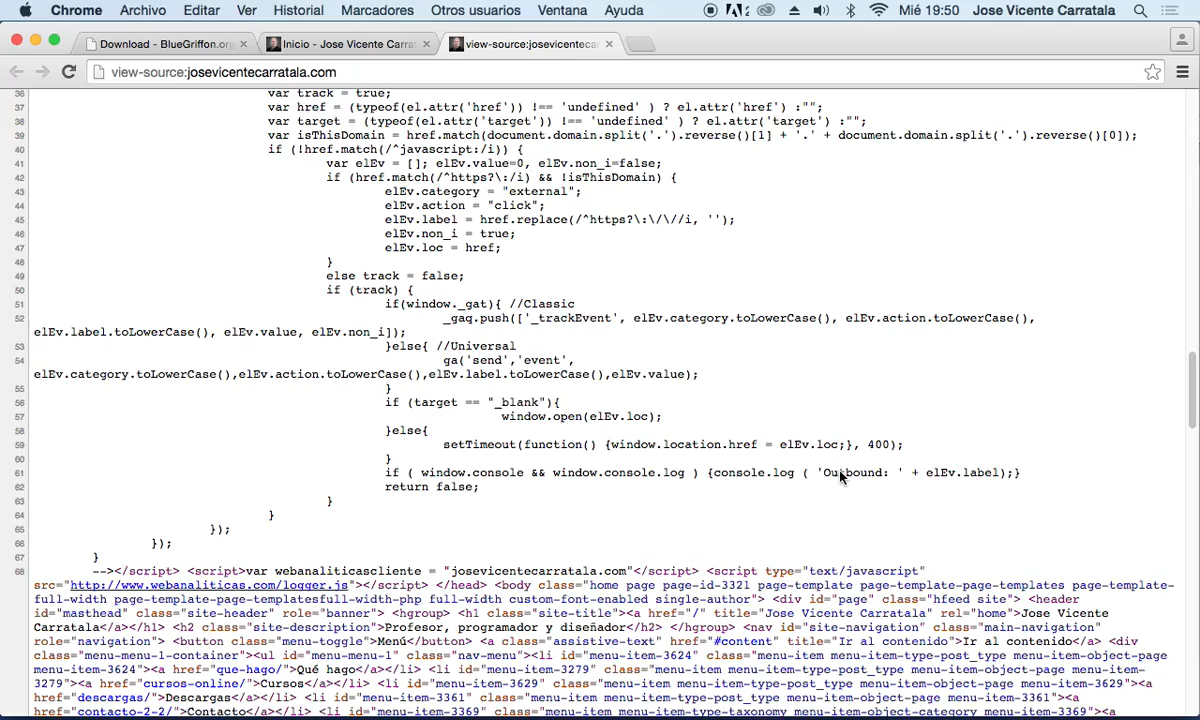 Chrome Archivo Editar Ver Historial Marcadores Otros usuarios Ventana Ayuda Mié 19:50 Jose Vicente Carratala
Download - BlueGriffon.org Inicio - Jose Vicente Carra view-source:josevicentecarr
view-source:josevicentecarratala.com
36 var track = true;
37 var href = (typeof(el.attr('href')) !== 'undefined' ) ? el.attr('href') :"";
38 var target = (typeof(el.attr('target')) !== 'undefined' ) ? el.attr('target') :"";
39 var isThisDomain = href.match(document.domain.split('.').reverse()[1] + '.' + document.domain.split('.').reverse()[0]);
40 if (!href.match(/^javascript:/i)) {
41 var elEv = []; elEv.value=0, elEv.non_i=false;
42 if (href.match(/^https?\:/i) && !isThisDomain) {
43 elEv.category = "external";
44 elEv.action = "click";
45 elEv.label = href.replace(/^https?\:\/\//i, '');
46 elEv.non_i = true;
47 elEv.loc = href;
48 }
49 else track = false;
50 if (track) {
51 if(window._gat){ //Classic
52 _gaq.push(['_trackEvent', elEv.category.toLowerCase(), elEv.action.toLowerCase(),
elEv.label.toLowerCase(), elEv.value, elEv.non_i]);
53 }else{ //Universal
54 ga('send','event',
elEv.category.toLowerCase(),elEv.action.toLowerCase(),elEv.label.toLowerCase(),elEv.value);
55 }
56 if (target == "_blank"){
57 window.open(elEv.loc);
58 }else{
59 setTimeout(function() {window.location.href = elEv.loc;}, 400);
60 }
61 if ( window.console && window.console.log ) {console.log ( 'Outbound: ' + elEv.label);}
62 return false;
63 }
64 }
65 });
66 });
67 }
68 --></script> <script>var webanaliticascliente = "josevicentecarratala.com"</script> <script type="text/javascript"
src="http://www.webanaliticas.com/logger.js"></script> </head> <body class="home page page-id-3321 page-template page-template-page-templates page-template-
full-width page-template-page-templatesfull-width-php full-width custom-font-enabled single-author"> <div id="page" class="hfeed site"> <header
id="masthead" class="site-header" role="banner"> <hgroup> <h1 class="site-title"><a href="/" title="Jose Vicente Carratala" rel="home">Jose Vicente
Carratala</a></h1> <h2 class="site-description">Profesor, programador y diseñador</h2> </hgroup> <nav id="site-navigation" class="main-navigation"
role="navigation"> <button class="menu-toggle">Menú</button> <a class="assistive-text" href="#content" title="Ir al contenido">Ir al contenido</a> <div
class="menu-menu-1-container"><ul id="menu-menu-1" class="nav-menu"><li id="menu-item-3624" class="menu-item menu-item-type-post_type menu-item-object-page
menu-item-3624"><a href="que-hago/">Qué hago</a></li> <li id="menu-item-3279" class="menu-item menu-item-type-post_type menu-item-object-page menu-item-
3279"><a href="cursos-online/">Cursos</a></li> <li id="menu-item-3629" class="menu-item menu-item-type-post_type menu-item-object-page menu-item-3629"><a
href="descargas/">Descargas</a></li> <li id="menu-item-3361" class="menu-item menu-item-type-post_type menu-item-object-page menu-item-3361"><a
href="contacto-2-2/">Contacto</a></li> <li id="menu-item-3369" class="menu-item menu-item-type-taxonomy menu-item-object-category menu-item-3369"><a